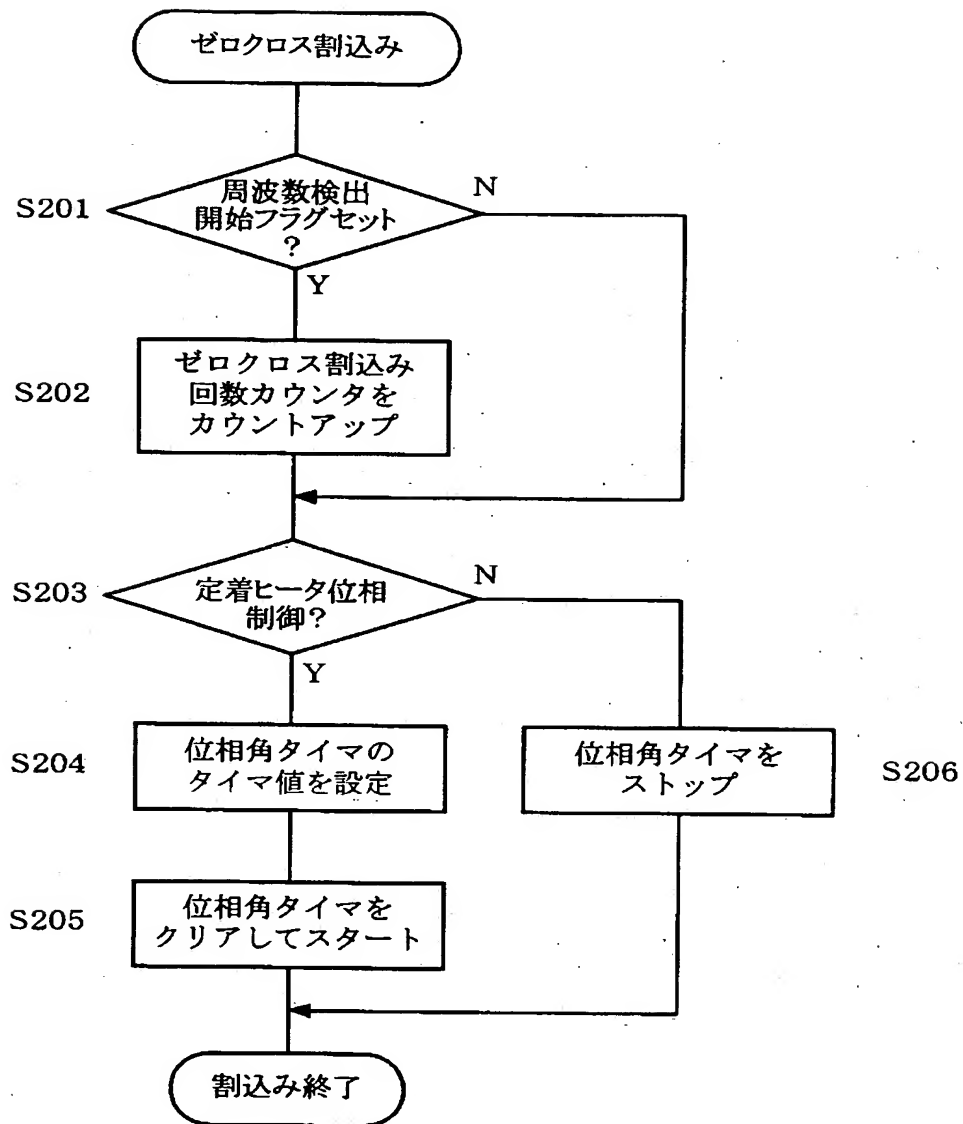 ゼロクロス割込み
S201
周波数検出
開始フラグセット
?
N
Y
S202
ゼロクロス割込み
回数カウンタを
カウントアップ
S203
定着ヒータ位相
制御?
N
Y
S204
位相角タイマの
タイマ値を設定
位相角タイマを
ストップ
S206
S205
位相角タイマを
クリアしてスタート
割込み終了